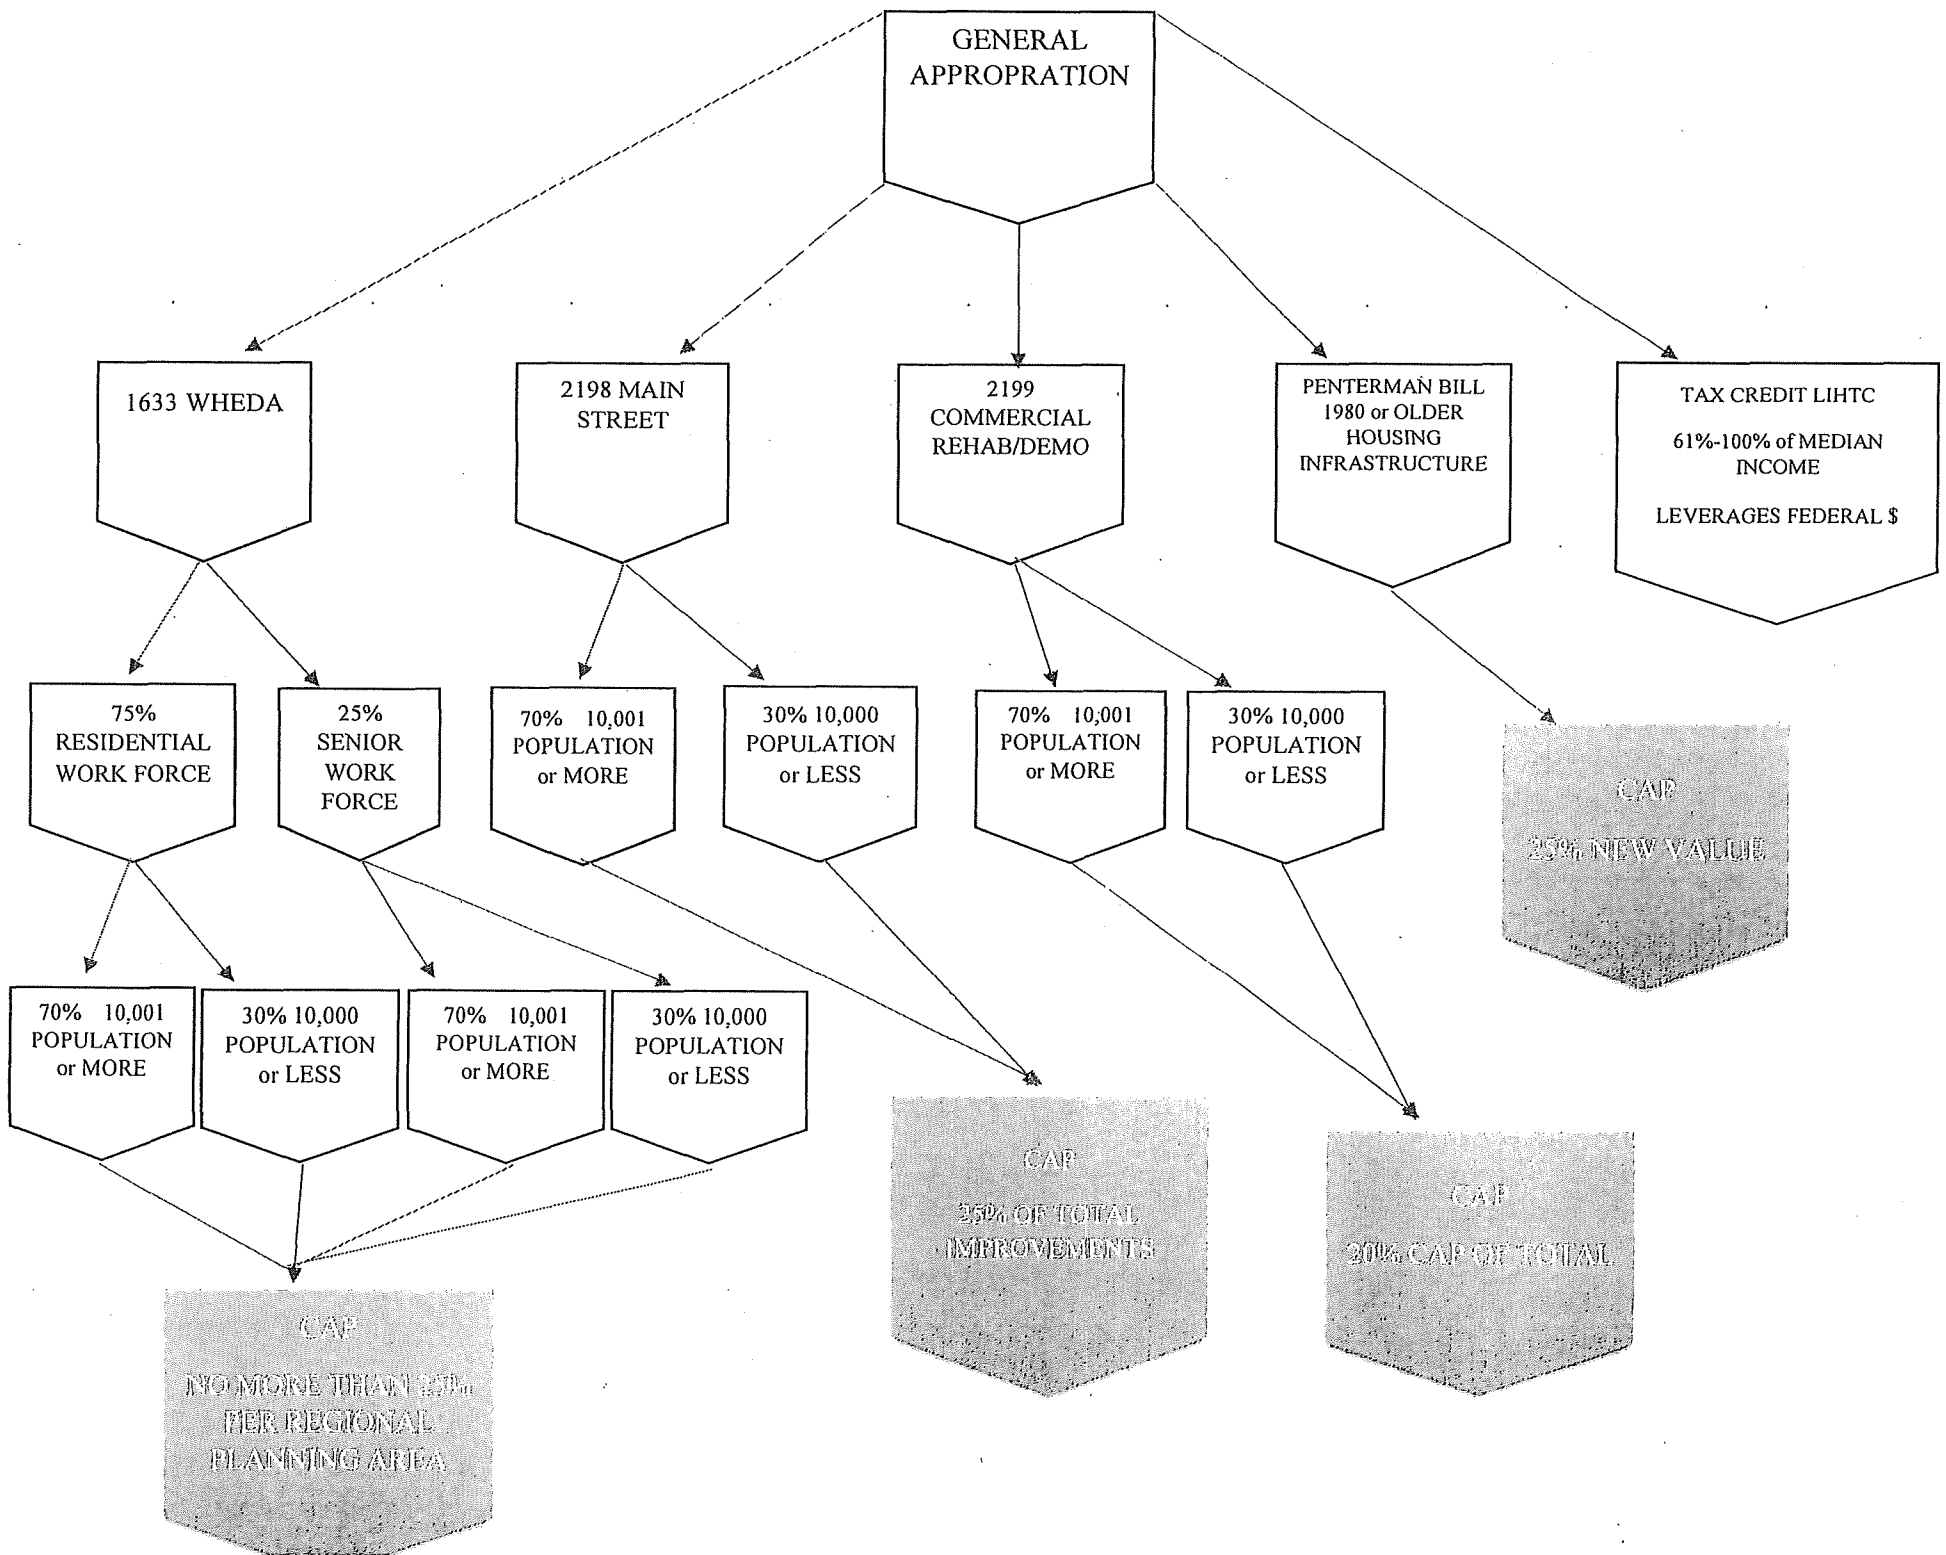 GENERAL
APPROPRATION
1633 WHEDA
2198 MAIN
STREET
2199
COMMERCIAL
REHAB/DEMO
PENTERMAN BILL
1980 or OLDER
HOUSING
INFRASTRUCTURE
TAX CREDIT LIHTC
61%-100% of MEDIAN
INCOME
LEVERAGES FEDERAL $
75%
RESIDENTIAL
WORK FORCE
25%
SENIOR
WORK
FORCE
70% 10,001
POPULATION
or MORE
30% 10,000
POPULATION
or LESS
70% 10,001
POPULATION
or MORE
30% 10,000
POPULATION
or LESS
CAP
25% NEW VALUE
70% 10,001
POPULATION
or MORE
30% 10,000
POPULATION
or LESS
70% 10,001
POPULATION
or MORE
30% 10,000
POPULATION
or LESS
CAP
25% OF TOTAL
IMPROVEMENTS
CAP
20% CAP OF TOTAL
CAP
NO MORE THAN 25%
PER REGIONAL
PLANNING AREA